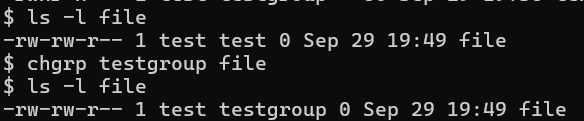 $ ls -l file
-rw-rw-r-- 1 test test 0 Sep 29 19:49 file
$ chgrp testgroup file
$ ls -l file
-rw-rw-r-- 1 test testgroup 0 Sep 29 19:49 file